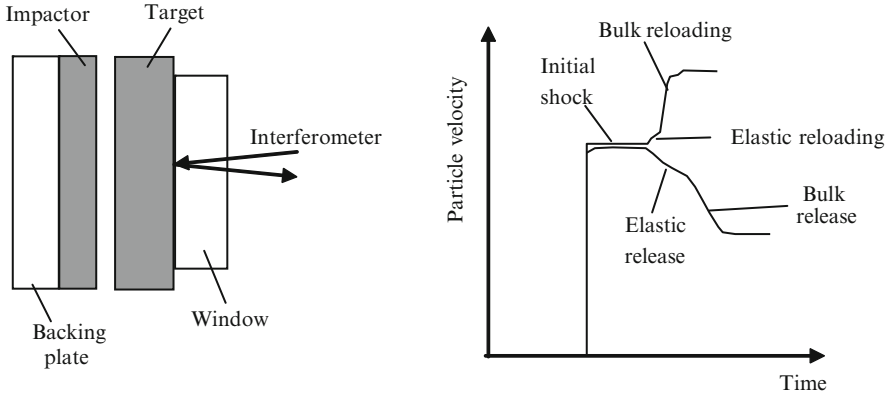 Impactor
Target
Interferometer
Window
Backing
plate
Bulk reloading
Initial
shock
Elastic reloading
Bulk
release
Elastic
release
Particle velocity
Time